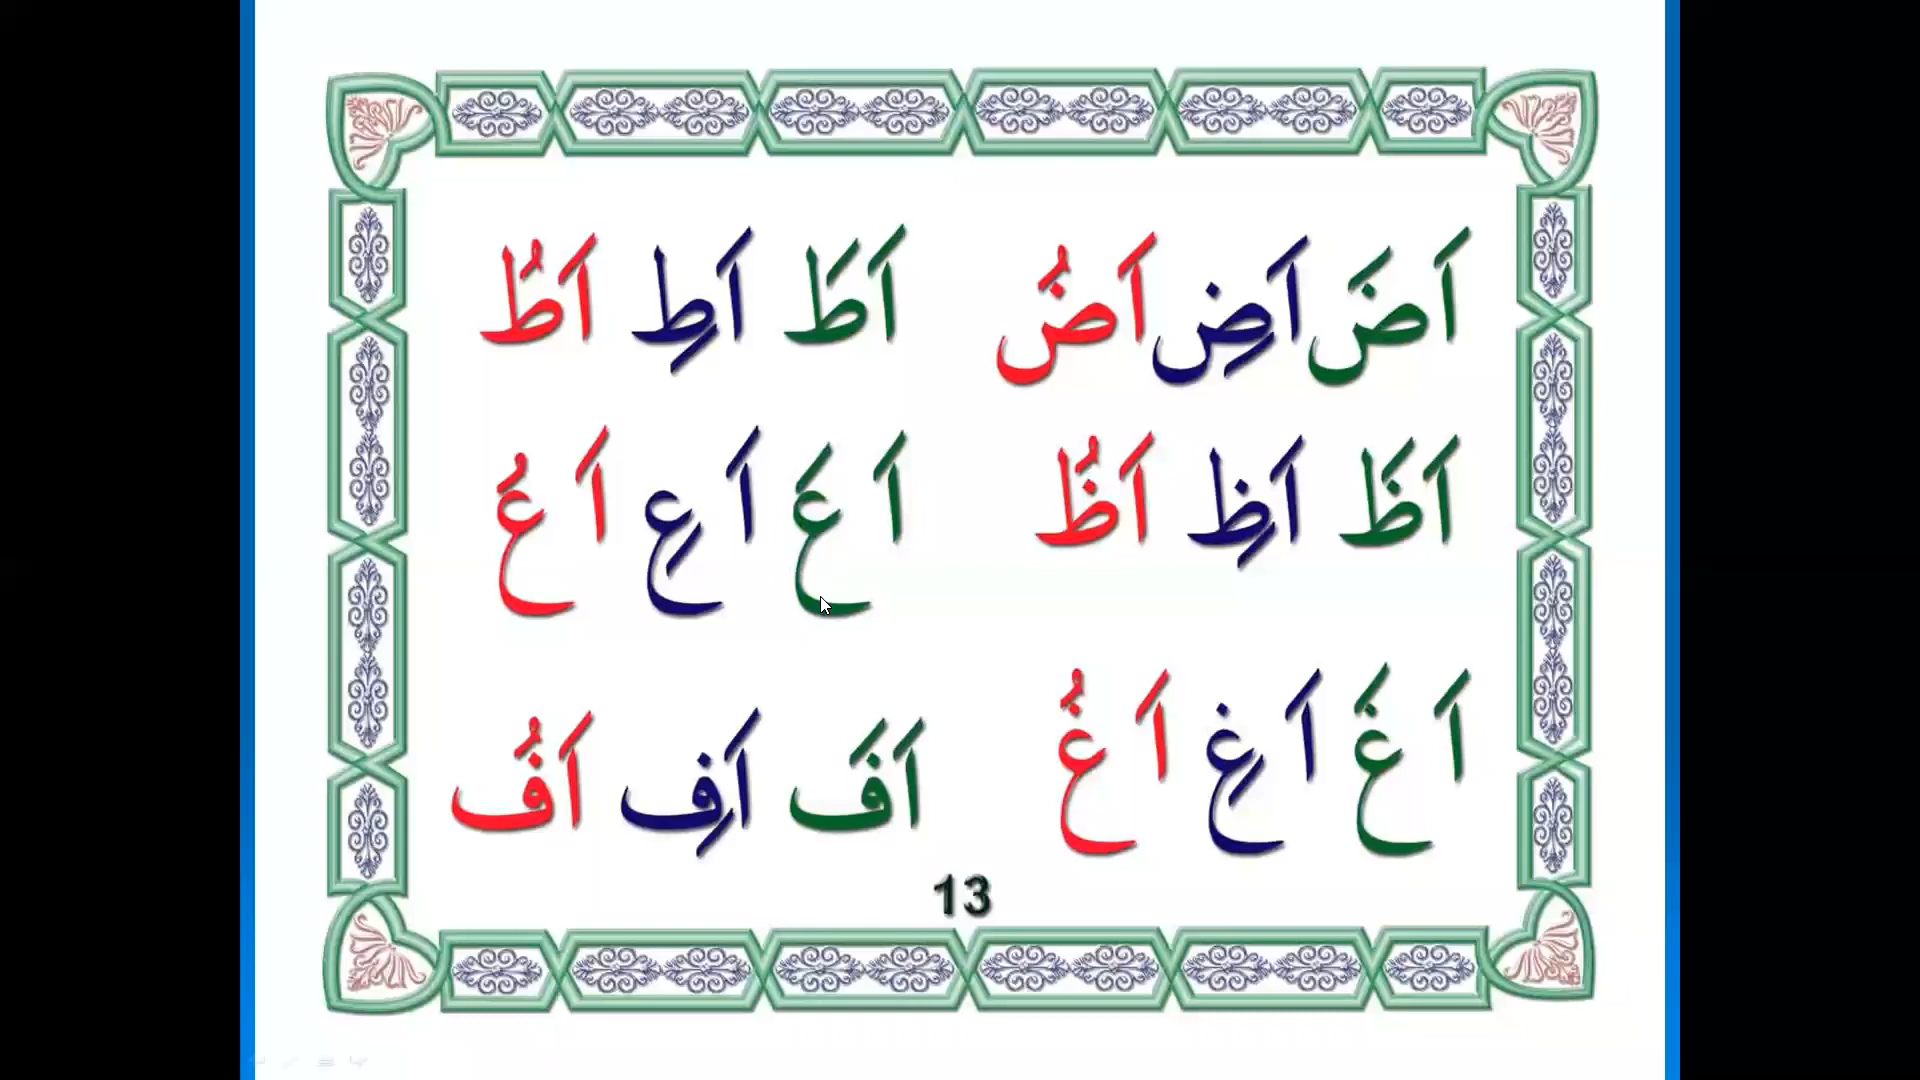 اَضَ اَضِ اَضُ اَطَ اَطِ اَطُ
اَظَ اَظِ اَظُ اَعَ اَعِ اَعُ
اَغَ اَغِ اَغُ اَفَ اَفِ اَفُ
13